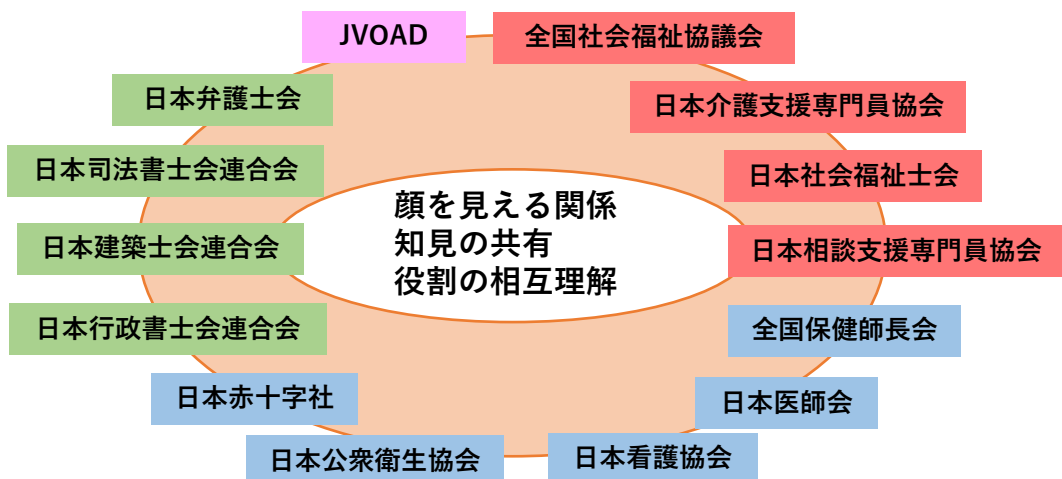 JVOAD
全国社会福祉協議会
日本弁護士会
日本介護支援専門員協会
日本司法書士会連合会
日本社会福祉士会
顔を見える関係
知見の共有
役割の相互理解
日本建築士会連合会
日本相談支援専門員協会
日本行政書士会連合会
全国保健師長会
日本赤十字社
日本医師会
日本公衆衛生協会
日本看護協会